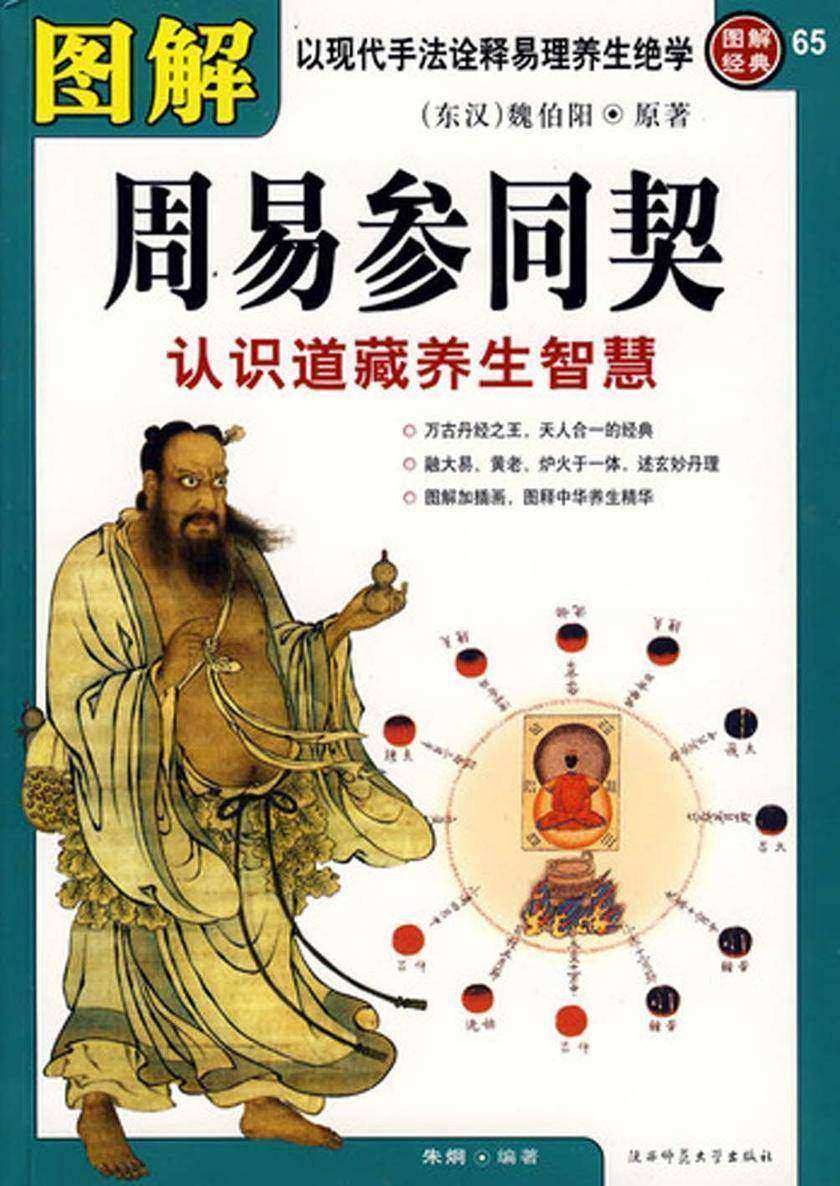 图解
以现代手法诠释易理养生绝学
图解
经典
65
(东汉)魏伯阳⊙原著
周易参同契
认识道藏养生智慧
○ 万古丹经之王，天人合一的经典
○ 融大易、黄老、炉火于一体，述玄妙丹理
○ 图解加插画，图释中华养生精华
朱炯⊙编著
陕西师范大学出版社